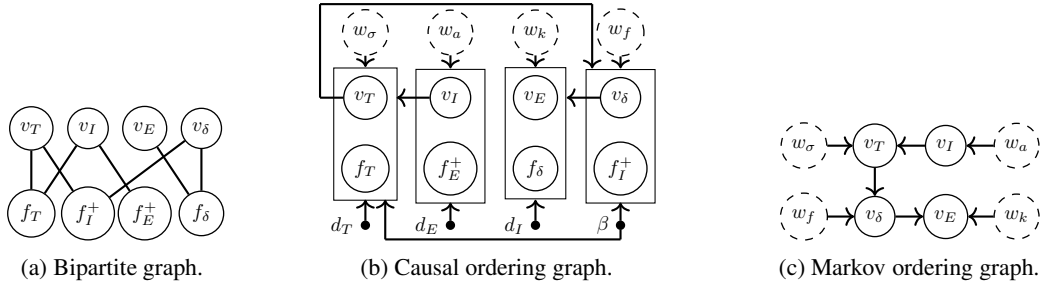 v_T v_I v_E v_δ
f_T f_I^+ f_E^+ f_δ
(a) Bipartite graph.
w_σ w_a w_k w_f
v_T v_I v_E v_δ
f_T f_E^+ f_δ f_I^+
d_T d_E d_I β
(b) Causal ordering graph.
w_σ v_T v_I w_a
w_f v_δ v_E w_k
(c) Markov ordering graph.